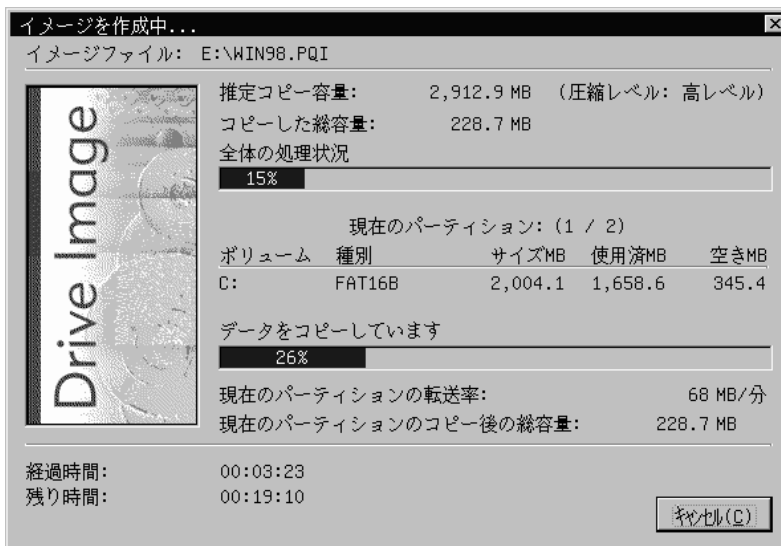 イメージを作成中...
イメージファイル: E:\WIN98.PQI
Drive Image
推定コピー容量: 2,912.9 MB (圧縮レベル: 高レベル)
コピーした総容量: 228.7 MB
全体の処理状況
15%
現在のパーティション: (1 / 2)
ボリューム 種別 サイズMB 使用済MB 空きMB
C: FAT16B 2,004.1 1,658.6 345.4
データをコピーしています
26%
現在のパーティションの転送率: 68 MB/分
現在のパーティションのコピー後の総容量: 228.7 MB
経過時間: 00:03:23
残り時間: 00:19:10
ｷｬﾝｾﾙ(C)